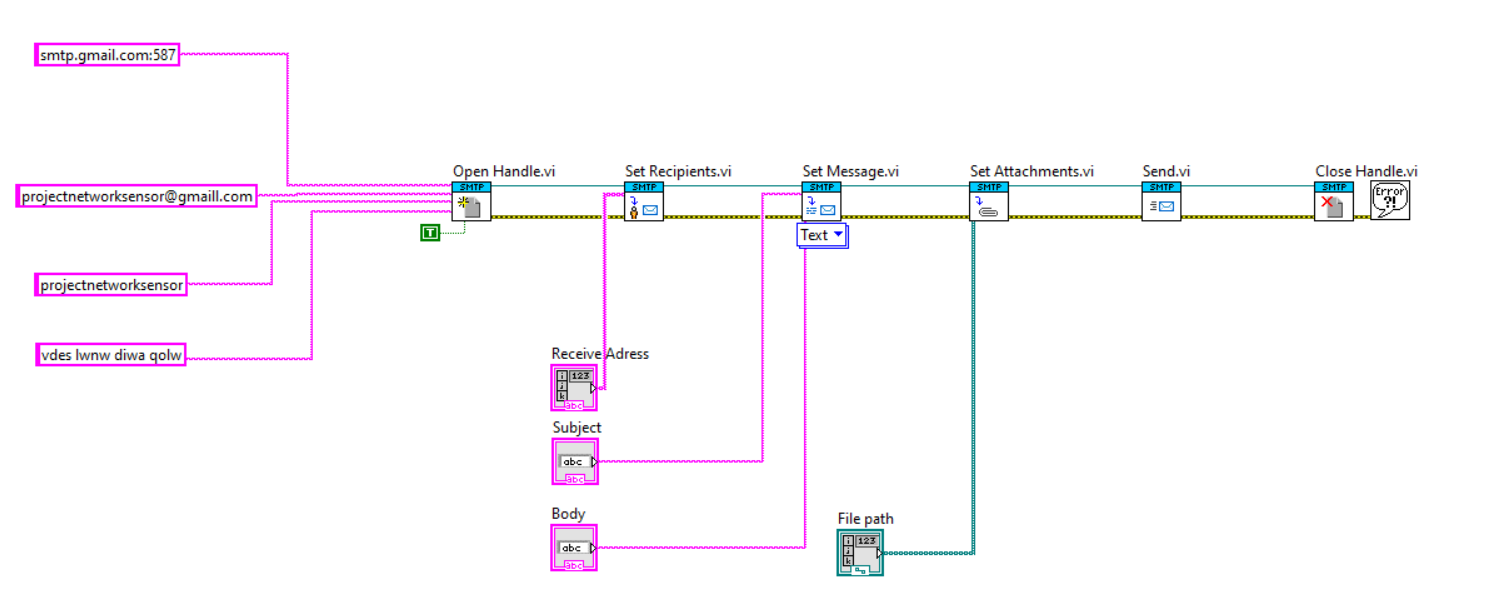 smtp.gmail.com:587
Open Handle.vi
Set Recipients.vi
Set Message.vi
Set Attachments.vi
Send.vi
Close Handle.vi
SMTP
SMTP
SMTP
SMTP
SMTP
SMTP
Error
?!
projectnetworksensor@gmaill.com
T
Text
projectnetworksensor
vdes lwnw diwa qolw
Receive Adress
i
j
k
123
abc
Subject
abc
abc
Body
abc
abc
File path
i
j
k
123